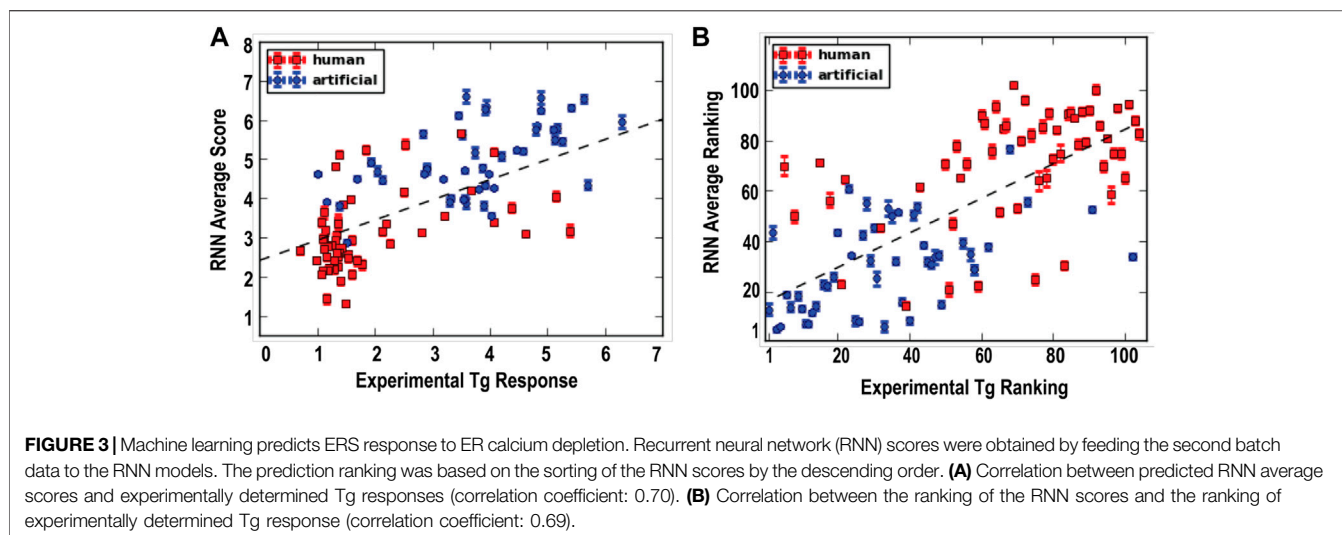 A
B
human
artificial
RNN Average Score
8
7
6
5
4
3
2
1
0 1 2 3 4 5 6 7
Experimental Tg Response
human
artificial
RNN Average Ranking
100
80
60
40
20
1
1 20 40 60 80 100
Experimental Tg Ranking
FIGURE 3 | Machine learning predicts ERS response to ER calcium depletion. Recurrent neural network (RNN) scores were obtained by feeding the second batch
data to the RNN models. The prediction ranking was based on the sorting of the RNN scores by the descending order. (A) Correlation between predicted RNN average
scores and experimentally determined Tg responses (correlation coefficient: 0.70). (B) Correlation between the ranking of the RNN scores and the ranking of
experimentally determined Tg response (correlation coefficient: 0.69).